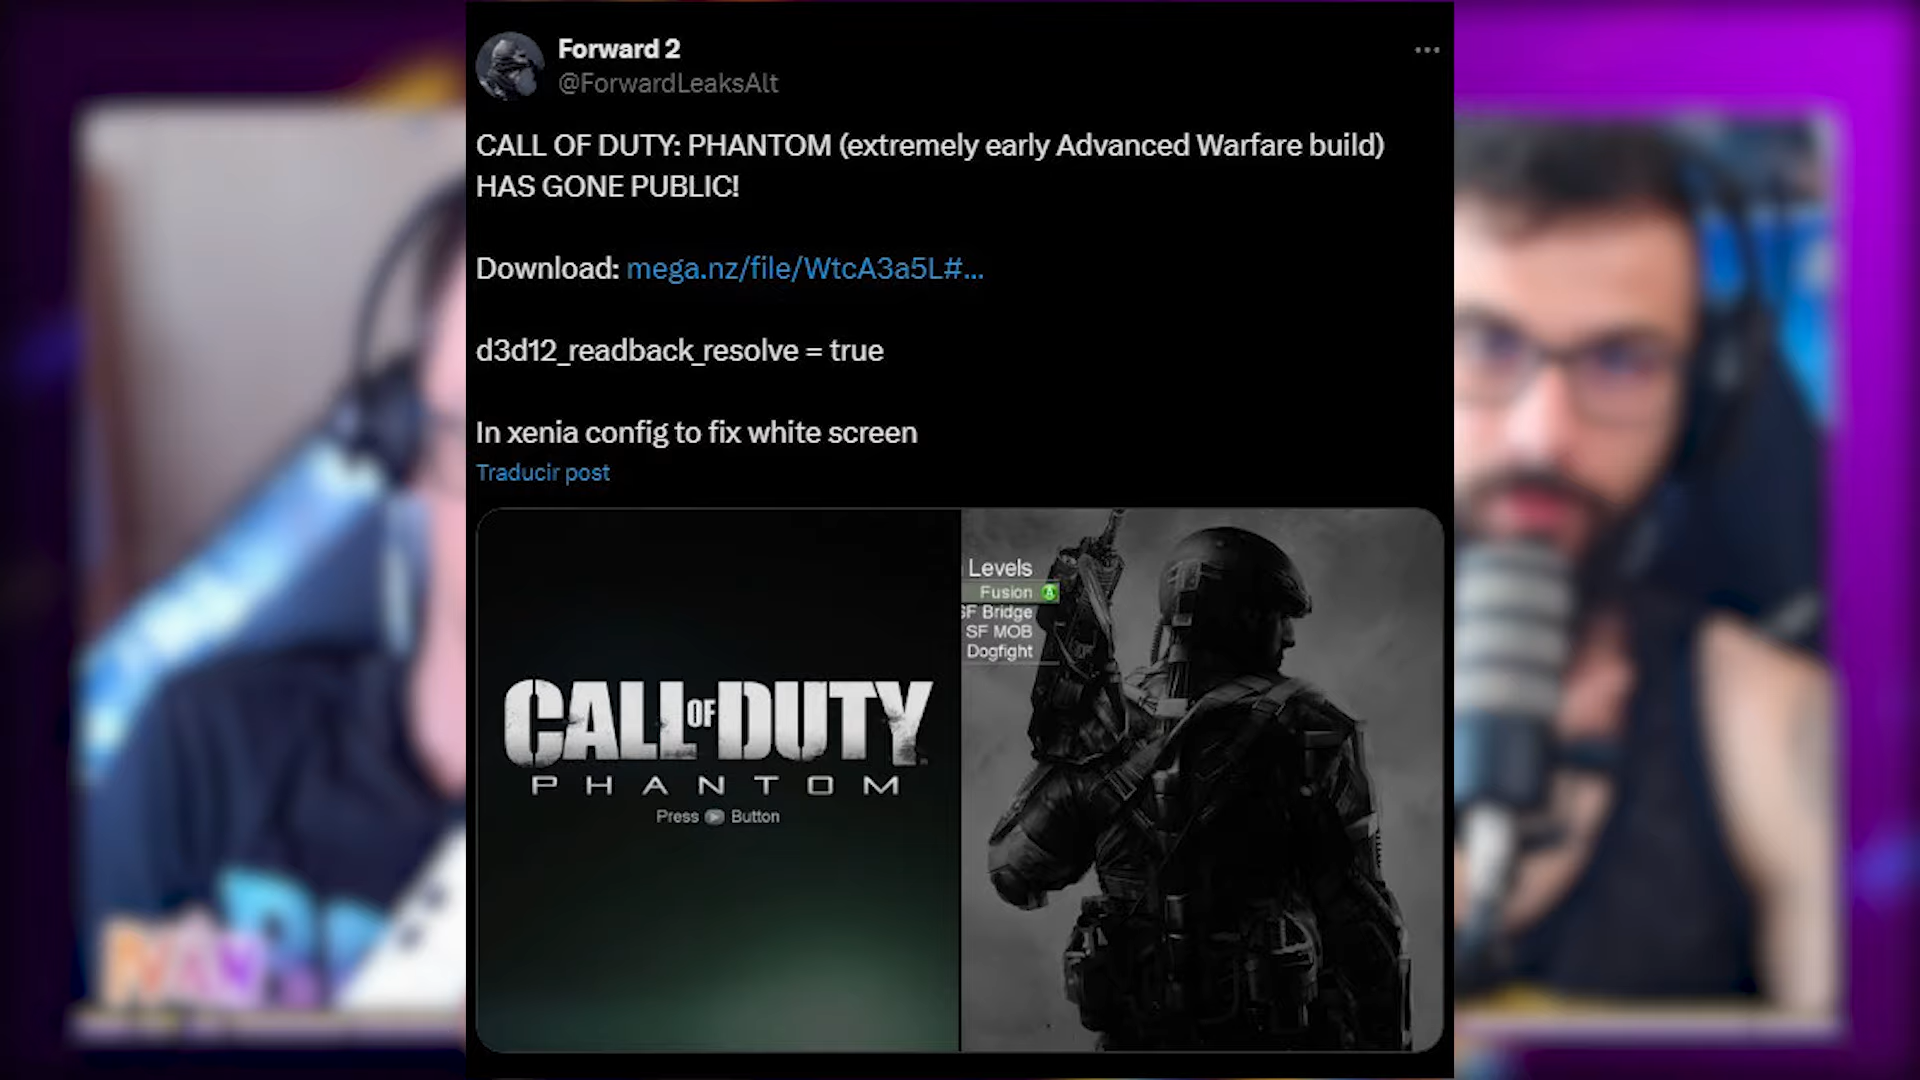 Forward 2
@ForwardLeaksAlt
CALL OF DUTY: PHANTOM (extremely early Advanced Warfare build)
HAS GONE PUBLIC!
Download: mega.nz/file/WtcA3a5L#...
d3d12_readback_resolve = true
In xenia config to fix white screen
Traducir post
CALL OF DUTY
PHANTOM
Press Button
Levels
Fusion A
SF Bridge
SF MOB
Dogfight